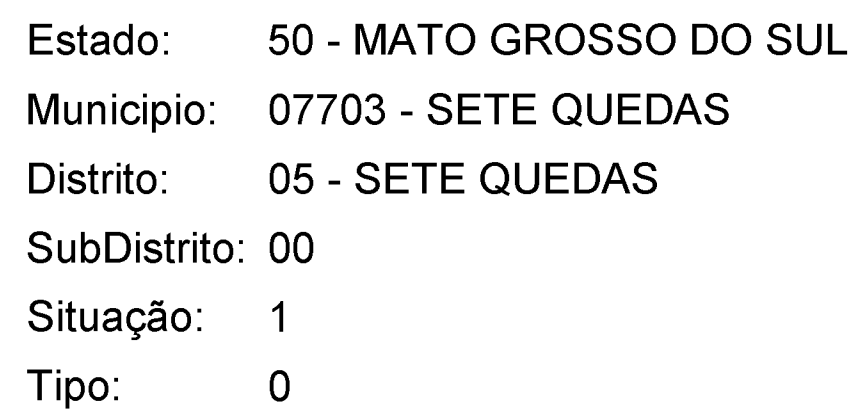 Estado: 50 - MATO GROSSO DO SUL
Municipio: 07703 - SETE QUEDAS
Distrito: 05 - SETE QUEDAS
SubDistrito: 00
Situação: 1
Tipo: 0